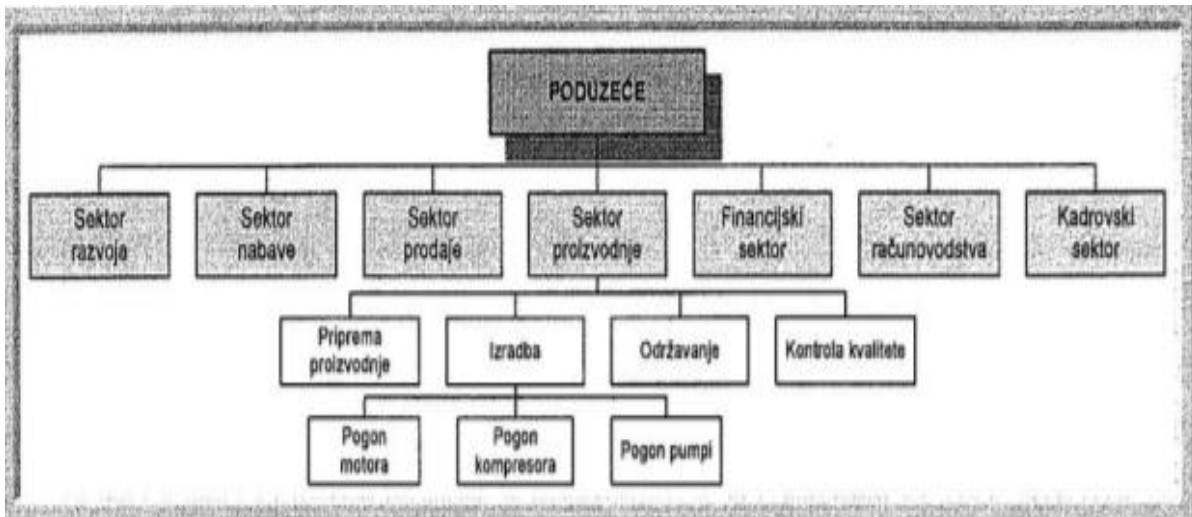 PODUZEĆE
Sektor
razvoja
Sektor
nabave
Sektor
prodaje
Sektor
proizvodnje
Financijski
sektor
Sektor
računovodstva
Kadrovski
sektor
Priprema
proizvodnje
Izradba
Održavanje
Kontrola kvalitete
Pogon
motora
Pogon
kompresora
Pogon pumpi